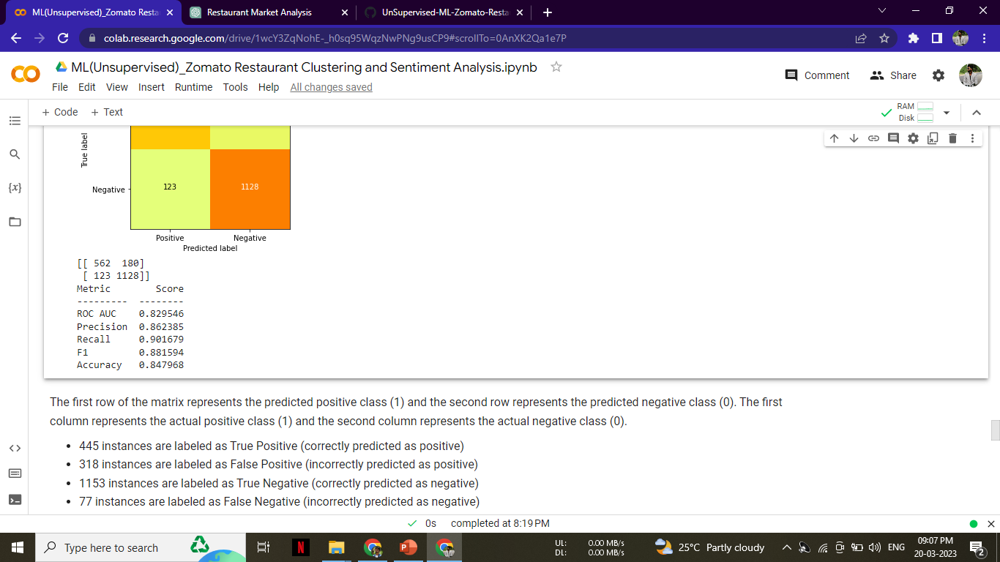 ML(Unsupervised)_Zomato Resta
Restaurant Market Analysis
UnSupervised-ML-Zomato-Resta
colab.research.google.com/drive/1wcY3ZqNohE-_h0sq95WqzNwPNg9usCP9#scrollTo=0AnXK2Qa1e7P
ML(Unsupervised)_Zomato Restaurant Clustering and Sentiment Analysis.ipynb
Comment
Share
File Edit View Insert Runtime Tools Help All changes saved
+ Code + Text
RAM
Disk
True label
123 1128
Negative
Positive Negative
Predicted label
[[ 562  180]
 [ 123 1128]]
Metric Score
--------- --------
ROC AUC 0.829546
Precision 0.862385
Recall 0.901679
F1 0.881594
Accuracy 0.847968
The first row of the matrix represents the predicted positive class (1) and the second row represents the predicted negative class (0). The first
column represents the actual positive class (1) and the second column represents the actual negative class (0).
• 445 instances are labeled as True Positive (correctly predicted as positive)
• 318 instances are labeled as False Positive (incorrectly predicted as positive)
• 1153 instances are labeled as True Negative (correctly predicted as negative)
• 77 instances are labeled as False Negative (incorrectly predicted as negative)
0s completed at 8:19 PM
Type here to search
UL: 0.00 MB/s
DL: 0.00 MB/s
25°C Partly cloudy
ENG
09:07 PM
20-03-2023
2